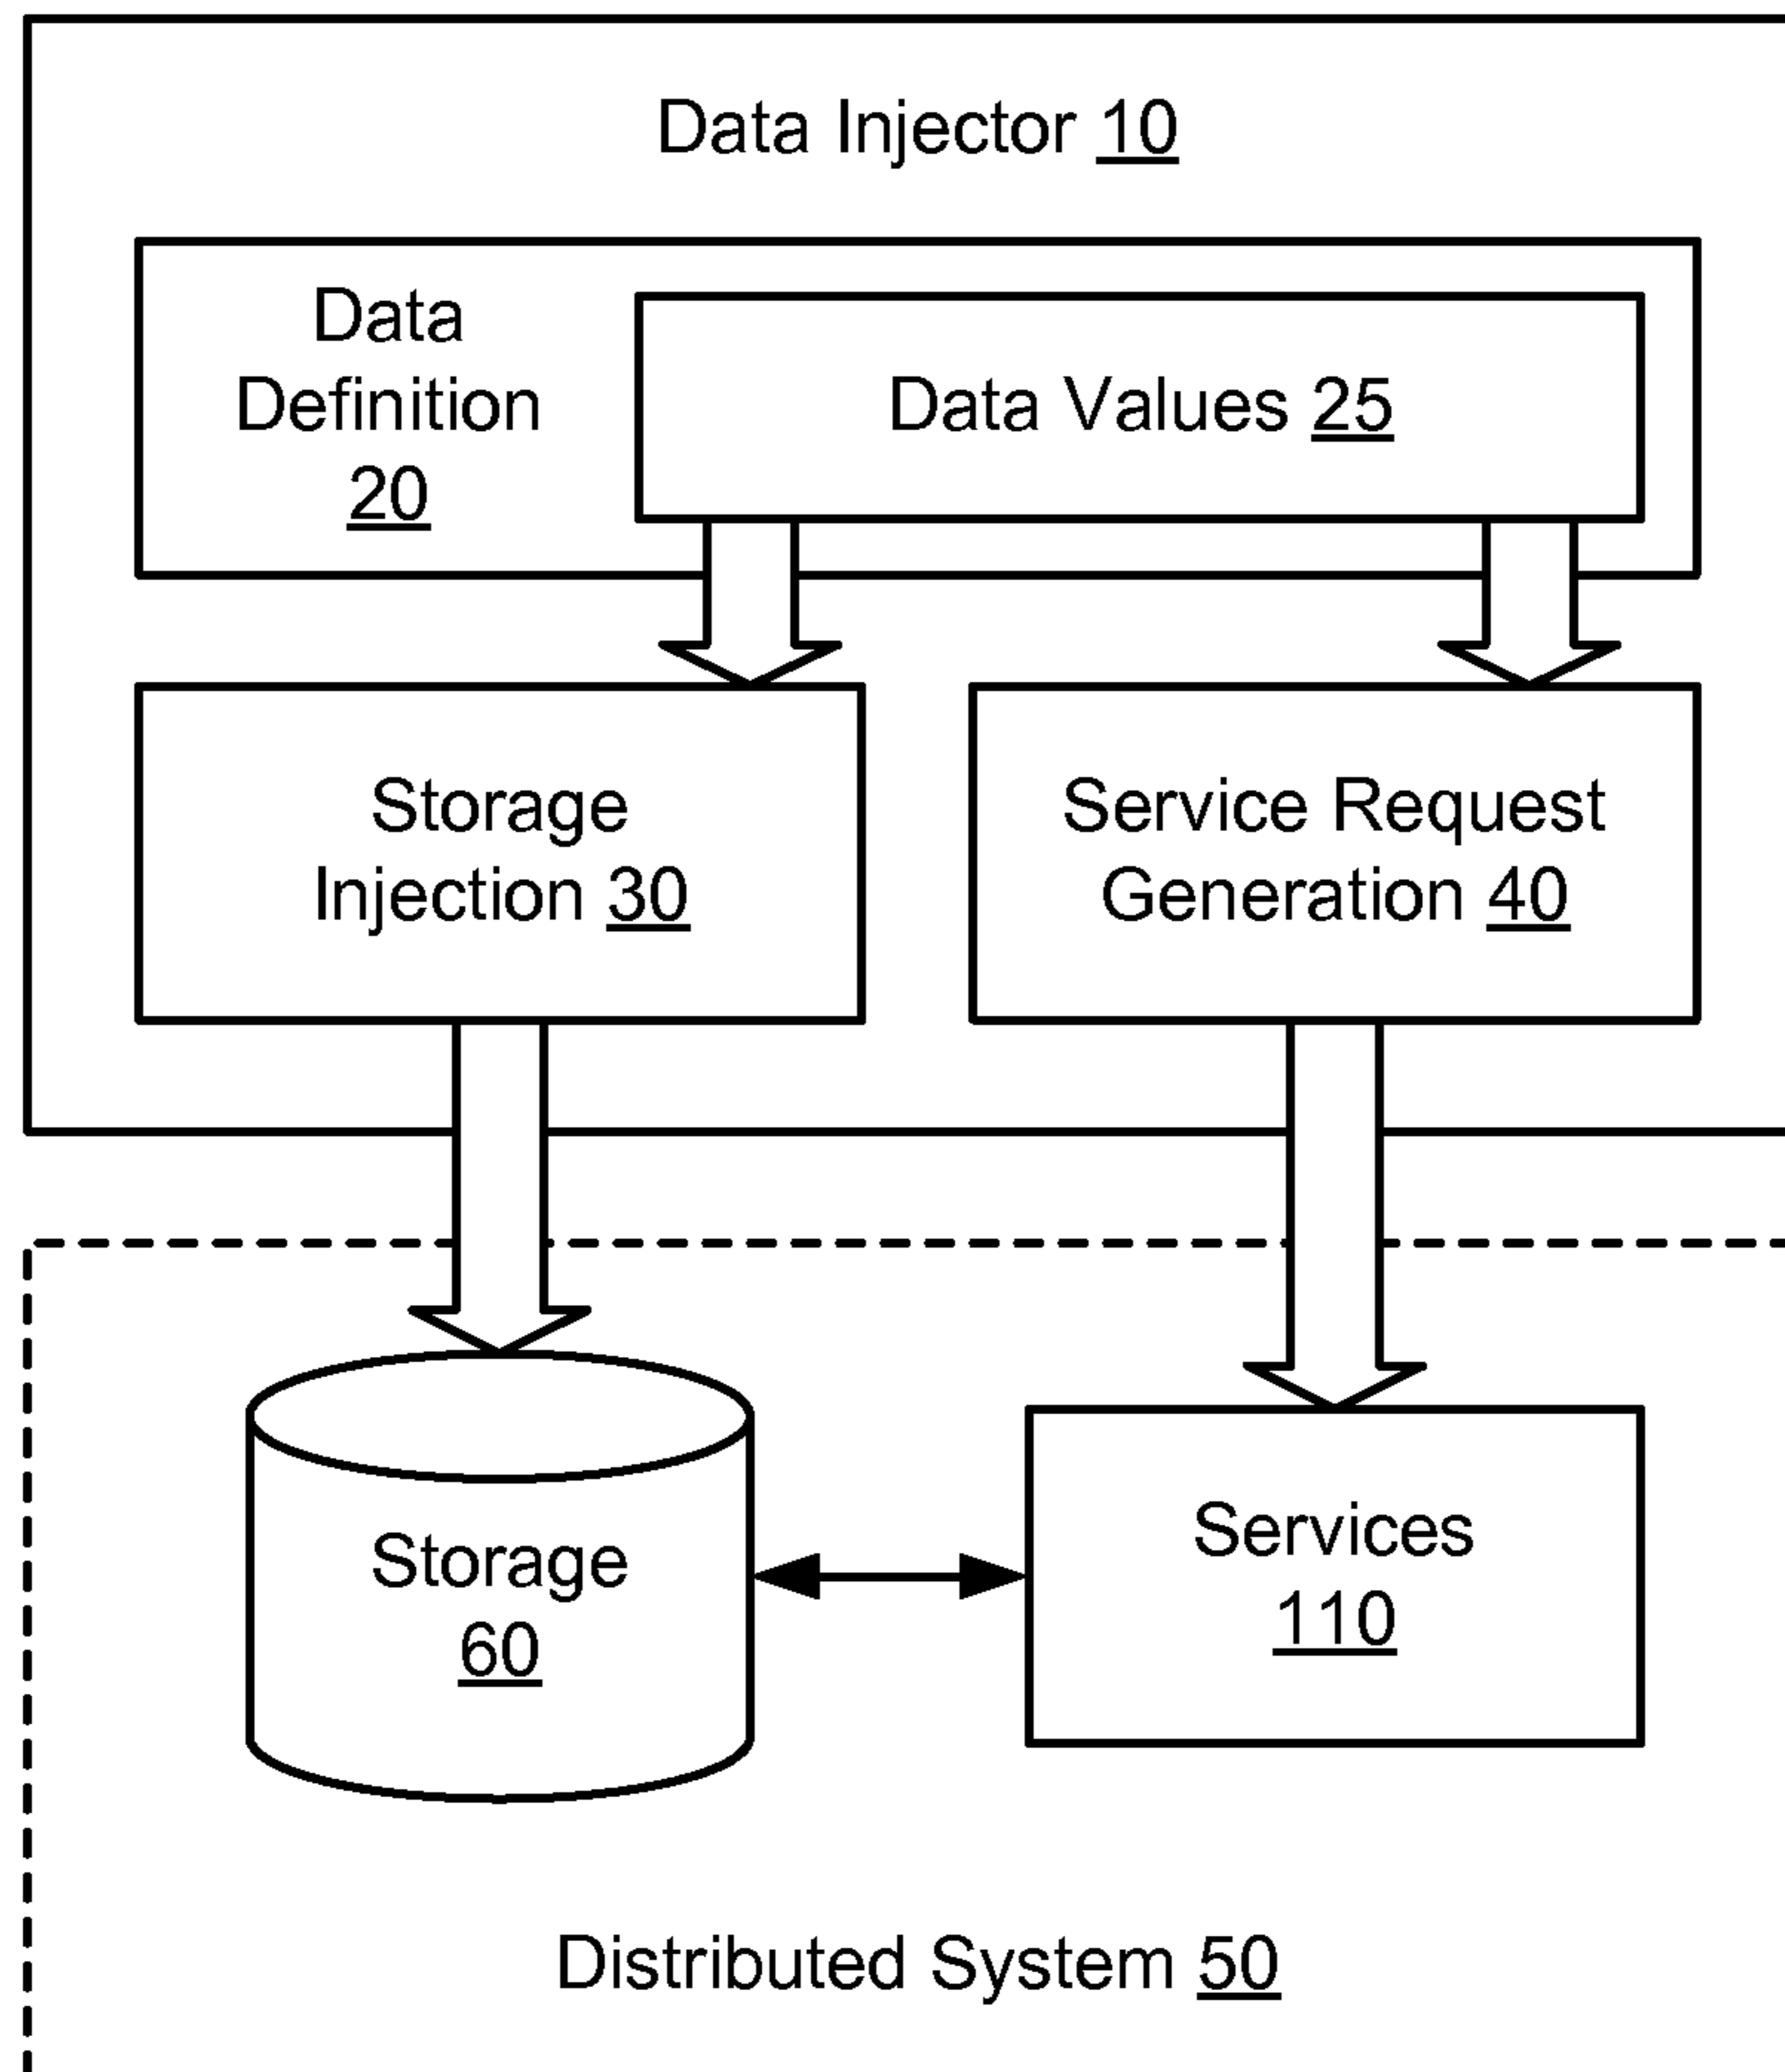 Data Injector 10
Data
Definition
20
Data Values 25
Storage
Injection 30
Service Request
Generation 40
Storage
60
Services
110
Distributed System 50